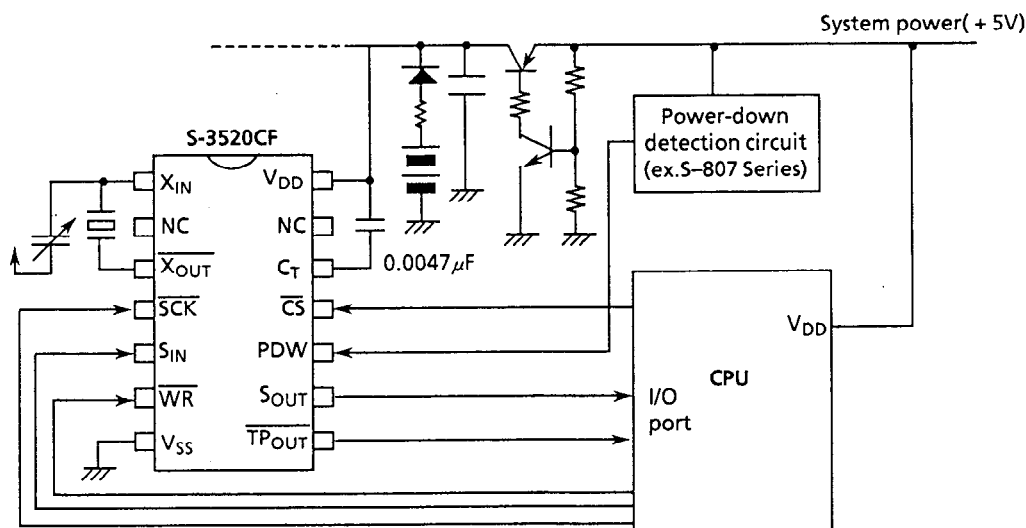 System power( + 5V)
Power-down
detection circuit
(ex.S–807 Series)
S-3520CF
XIN
VDD
NC
NC
XOUT
CT
0.0047μF
SCK
CS
SIN
PDW
WR
SOUT
VSS
TPOUT
VDD
CPU
I/O
port